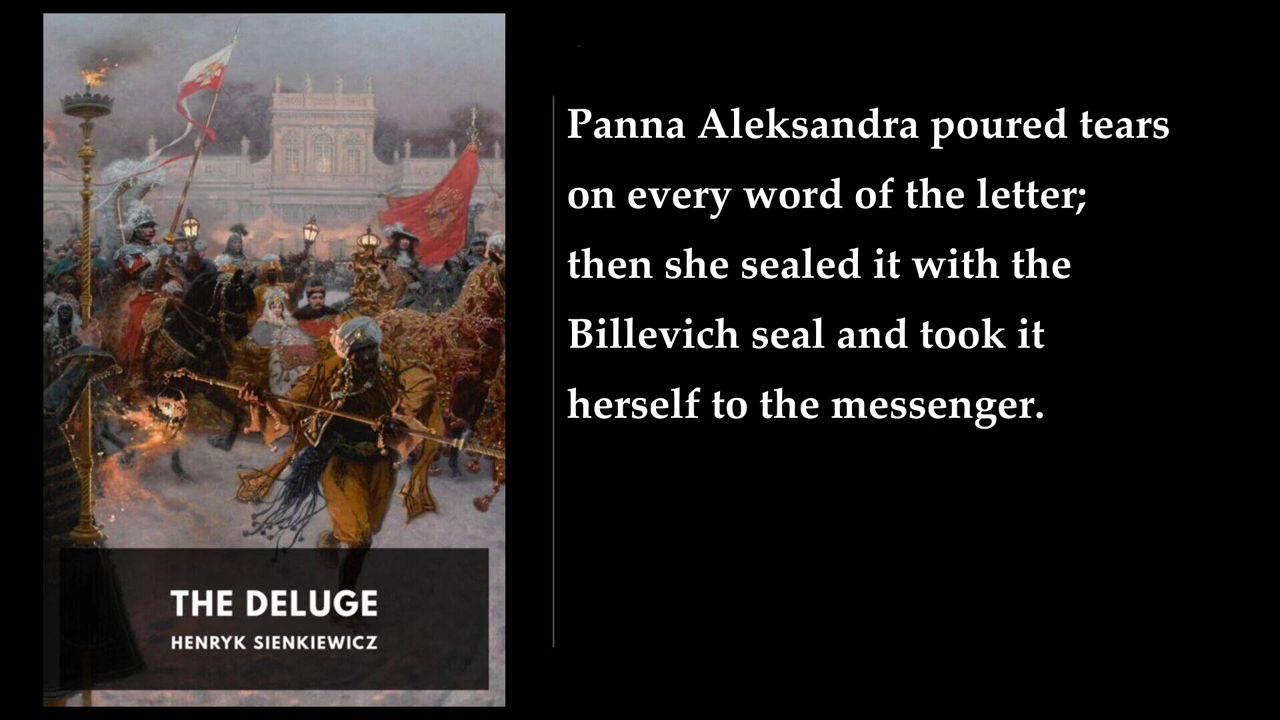 Panna Aleksandra poured tears
on every word of the letter;
then she sealed it with the
Billevich seal and took it
herself to the messenger.
THE DELUGE
HENRYK SIENKIEWICZ